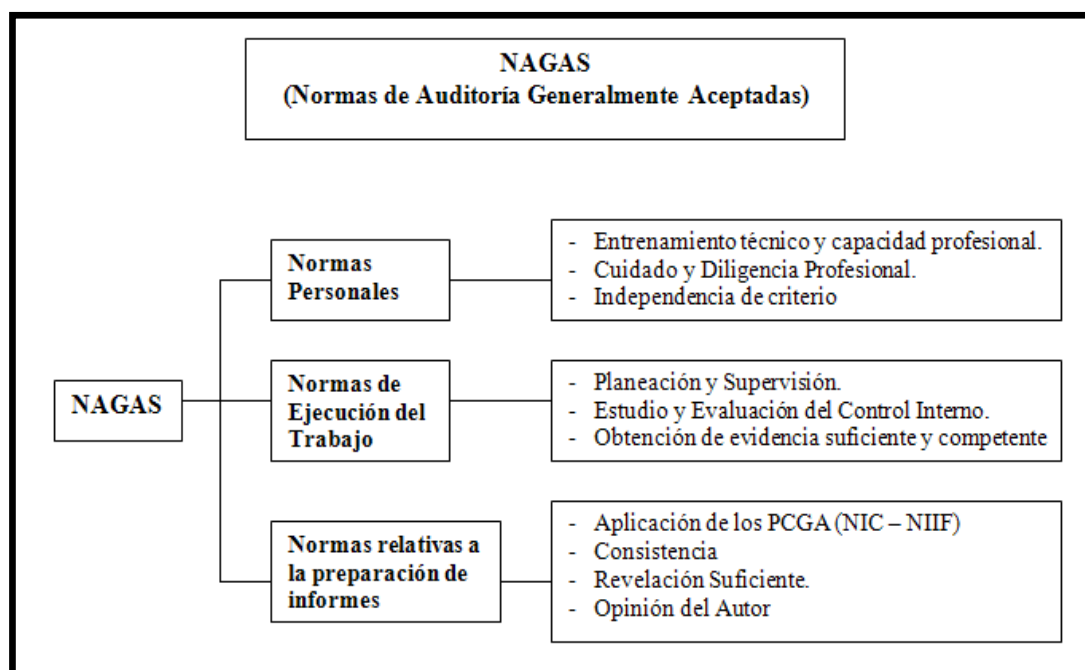 NAGAS
(Normas de Auditoría Generalmente Aceptadas)
Normas
Personales
- Entrenamiento técnico y capacidad profesional.
- Cuidado y Diligencia Profesional.
- Independencia de criterio
NAGAS
Normas de
Ejecución del
Trabajo
- Planeación y Supervisión.
- Estudio y Evaluación del Control Interno.
- Obtención de evidencia suficiente y competente
Normas relativas a
la preparación de
informes
- Aplicación de los PCGA (NIC – NIIF)
- Consistencia
- Revelación Suficiente.
- Opinión del Autor